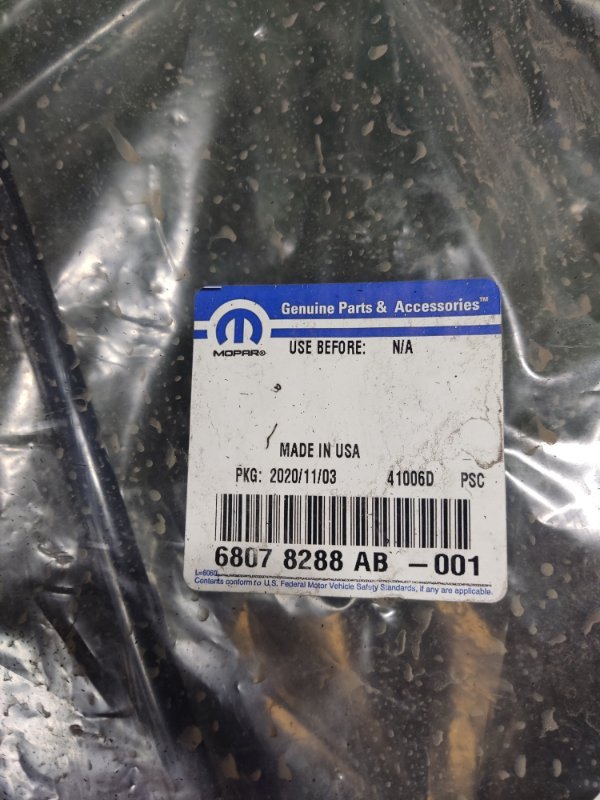 Genuine Parts & Accessories™
MOPAR®
USE BEFORE: N/A
MADE IN USA
PKG: 2020/11/03 41006D PSC
6807 8288 AB -001
L=6060
Contents conform to U.S. Federal Motor Vehicle Safety Standards, if any are applicable.